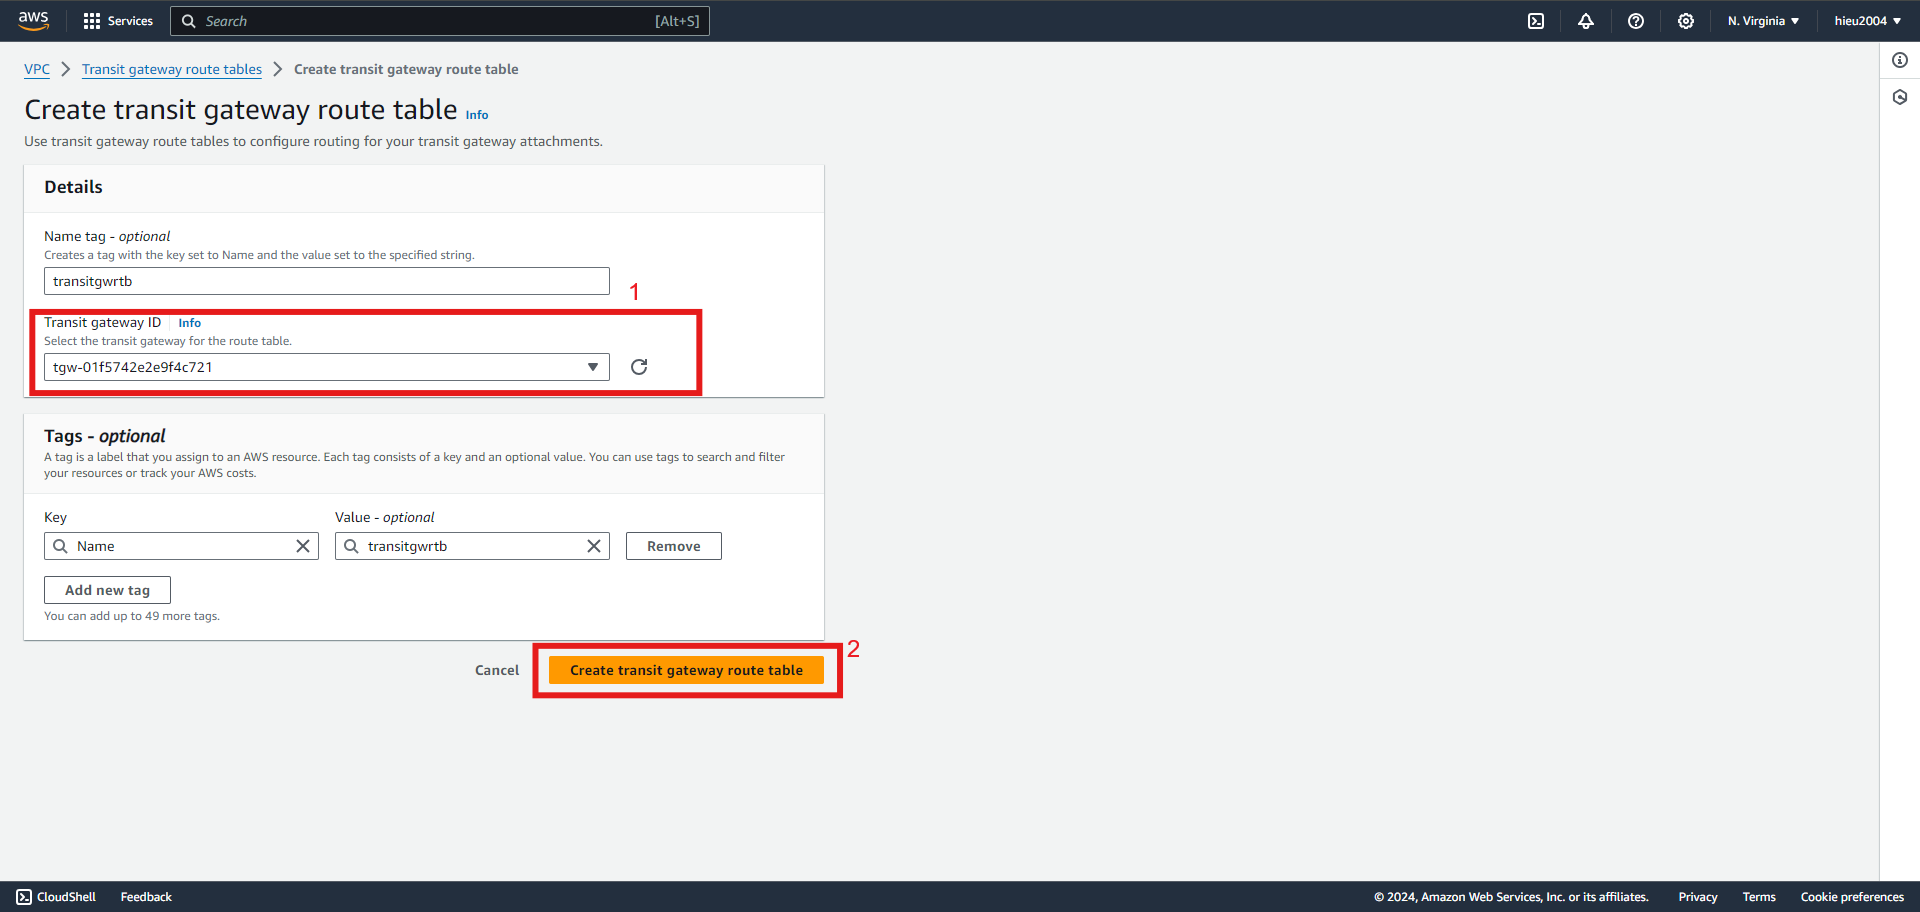 aws
Services
Search
[Alt+S]
N. Virginia
hieu2004
VPC
Transit gateway route tables
Create transit gateway route table
Create transit gateway route table
Info
Use transit gateway route tables to configure routing for your transit gateway attachments.
Details
Name tag - optional
Creates a tag with the key set to Name and the value set to the specified string.
transitgwrtb
1
Transit gateway ID
Info
Select the transit gateway for the route table.
tgw-01f5742e2e9f4c721
Tags - optional
A tag is a label that you assign to an AWS resource. Each tag consists of a key and an optional value. You can use tags to search and filter
your resources or track your AWS costs.
Key
Value - optional
Name
transitgwrtb
Remove
Add new tag
You can add up to 49 more tags.
2
Cancel
Create transit gateway route table
CloudShell
Feedback
© 2024, Amazon Web Services, Inc. or its affiliates.
Privacy
Terms
Cookie preferences